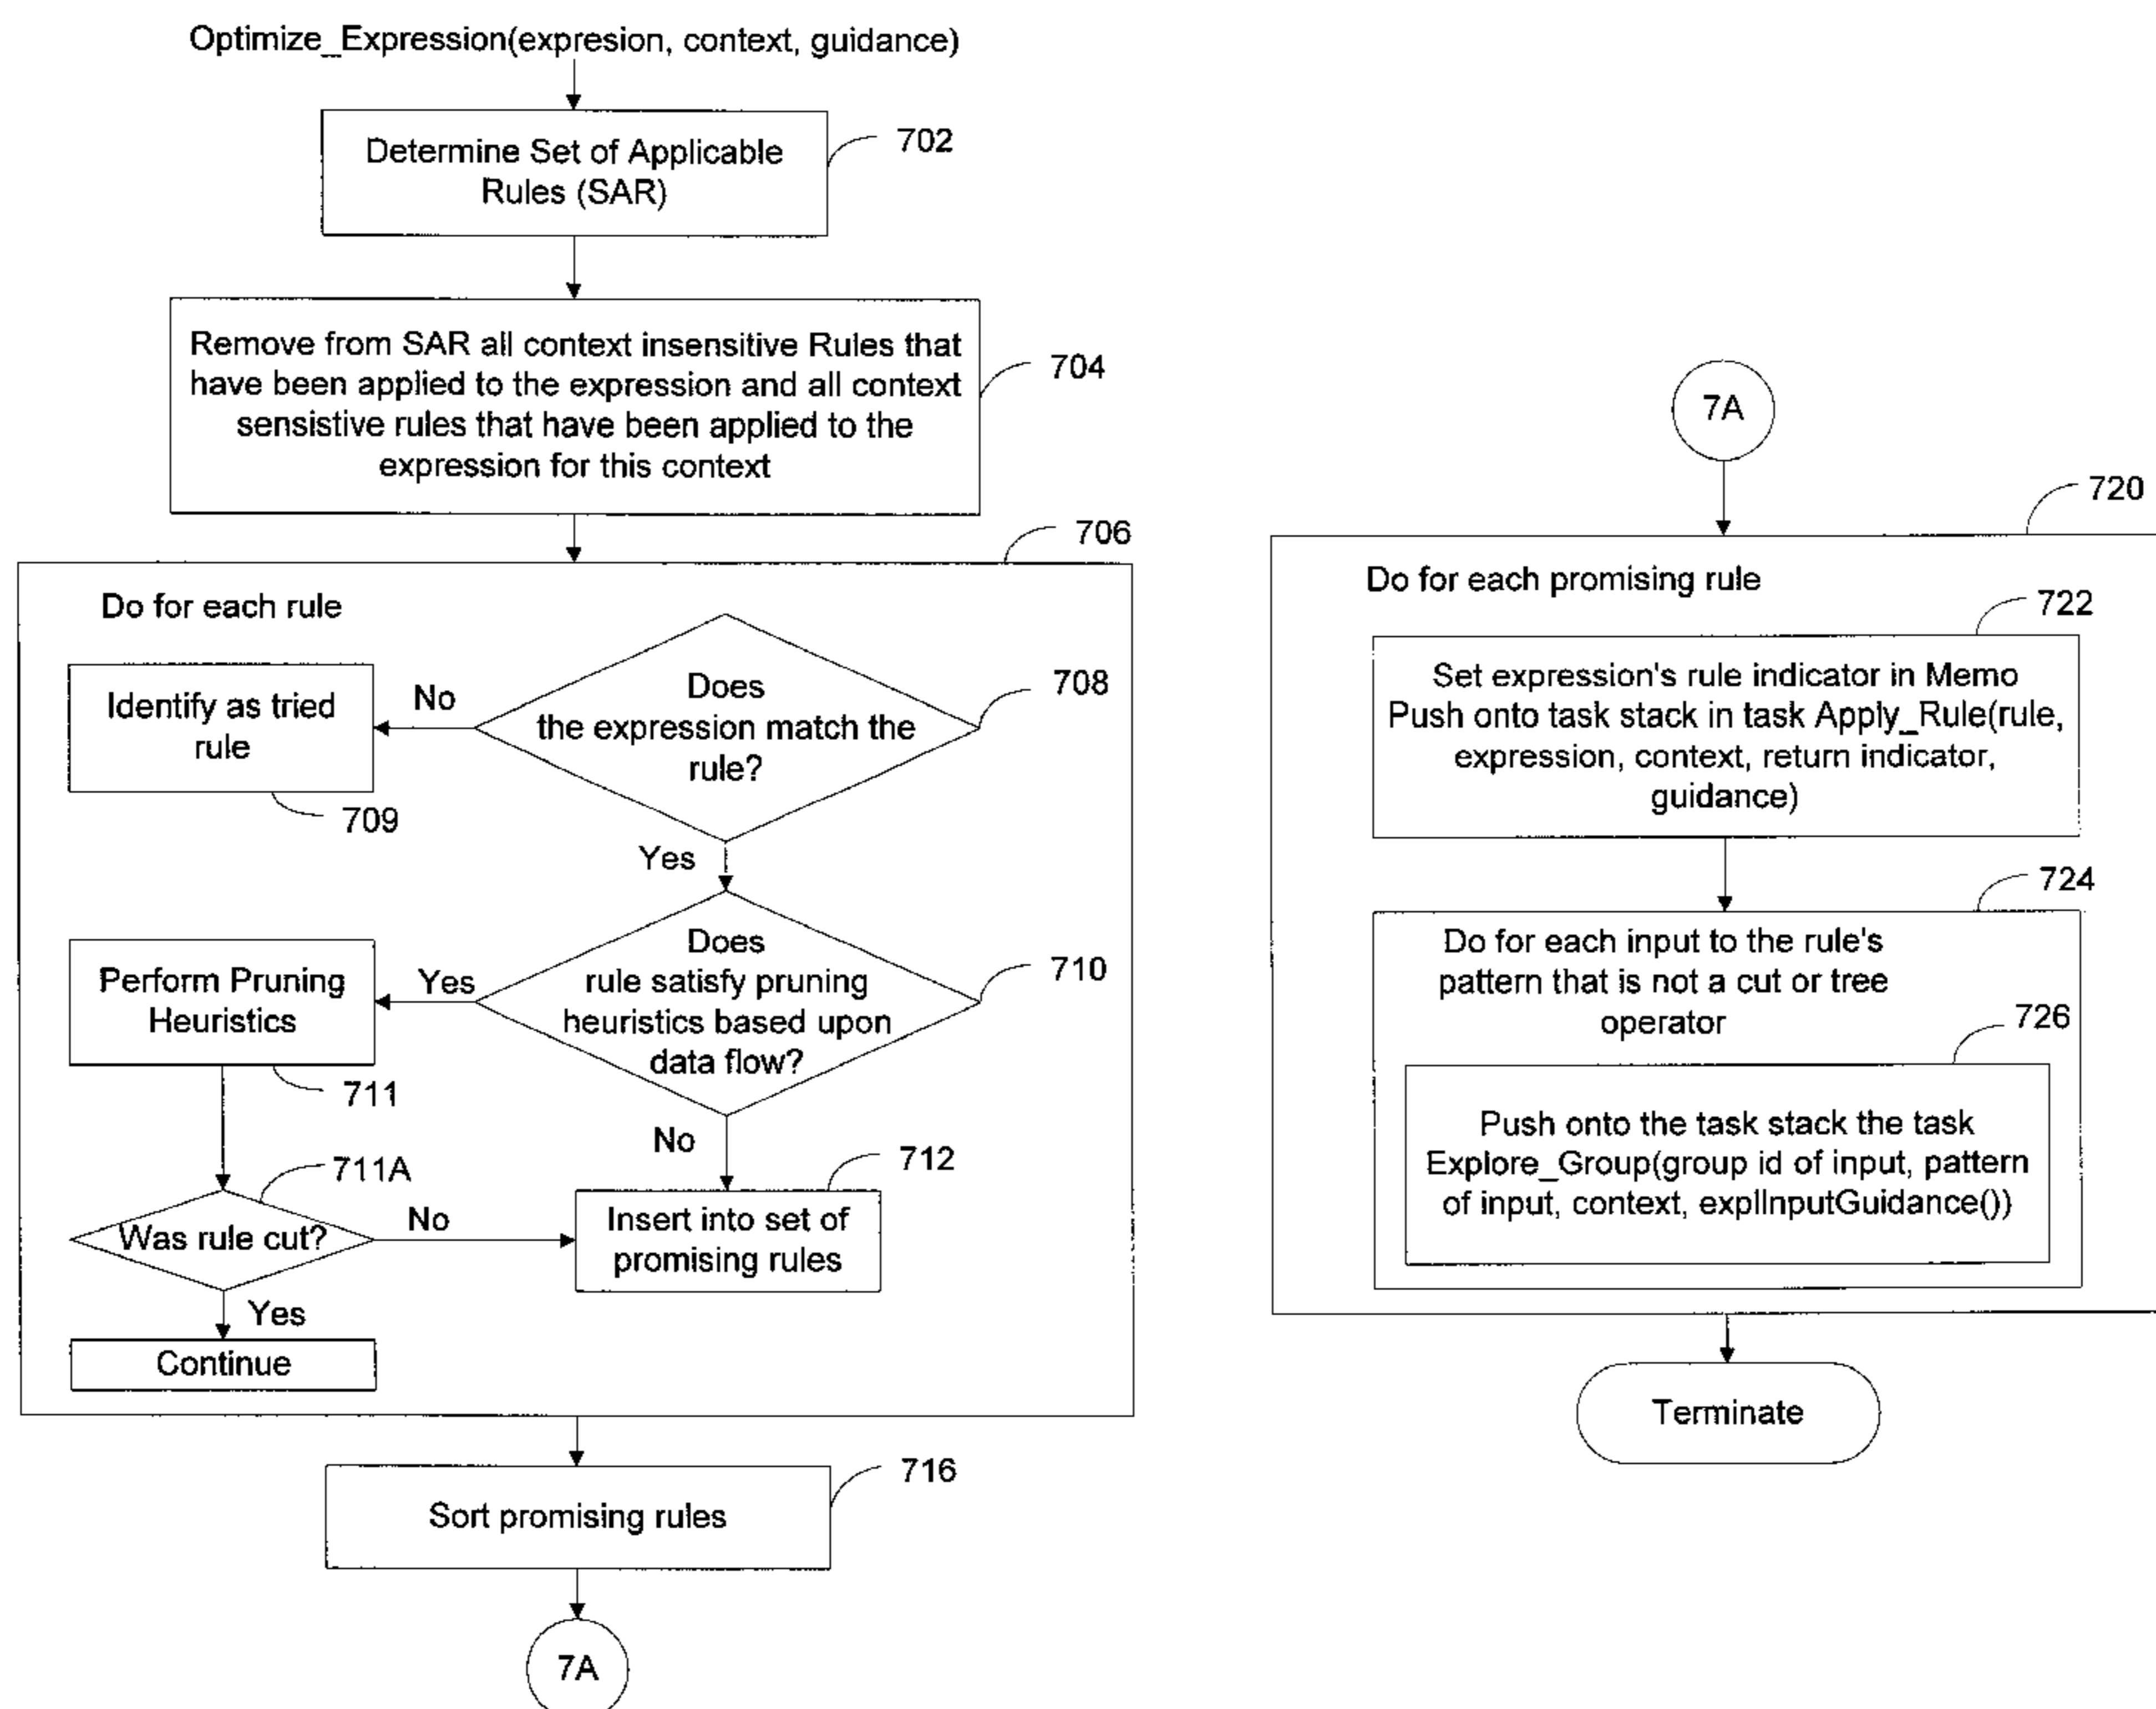 Optimize_Expression(expresion, context, guidance)
Determine Set of Applicable
Rules (SAR)
702
Remove from SAR all context insensitive Rules that
have been applied to the expression and all context
sensistive rules that have been applied to the
expression for this context
704
706
Do for each rule
Does
the expression match the
rule?
708
No
Identify as tried
rule
709
Yes
Does
rule satisfy pruning
heuristics based upon
data flow?
710
Yes
Perform Pruning
Heuristics
711
No
711A
Was rule cut?
No
712
Insert into set of
promising rules
Yes
Continue
716
Sort promising rules
7A
7A
720
Do for each promising rule
722
Set expression's rule indicator in Memo
Push onto task stack in task Apply_Rule(rule,
expression, context, return indicator,
guidance)
724
Do for each input to the rule's
pattern that is not a cut or tree
operator
726
Push onto the task stack the task
Explore_Group(group id of input, pattern
of input, context, explInputGuidance())
Terminate